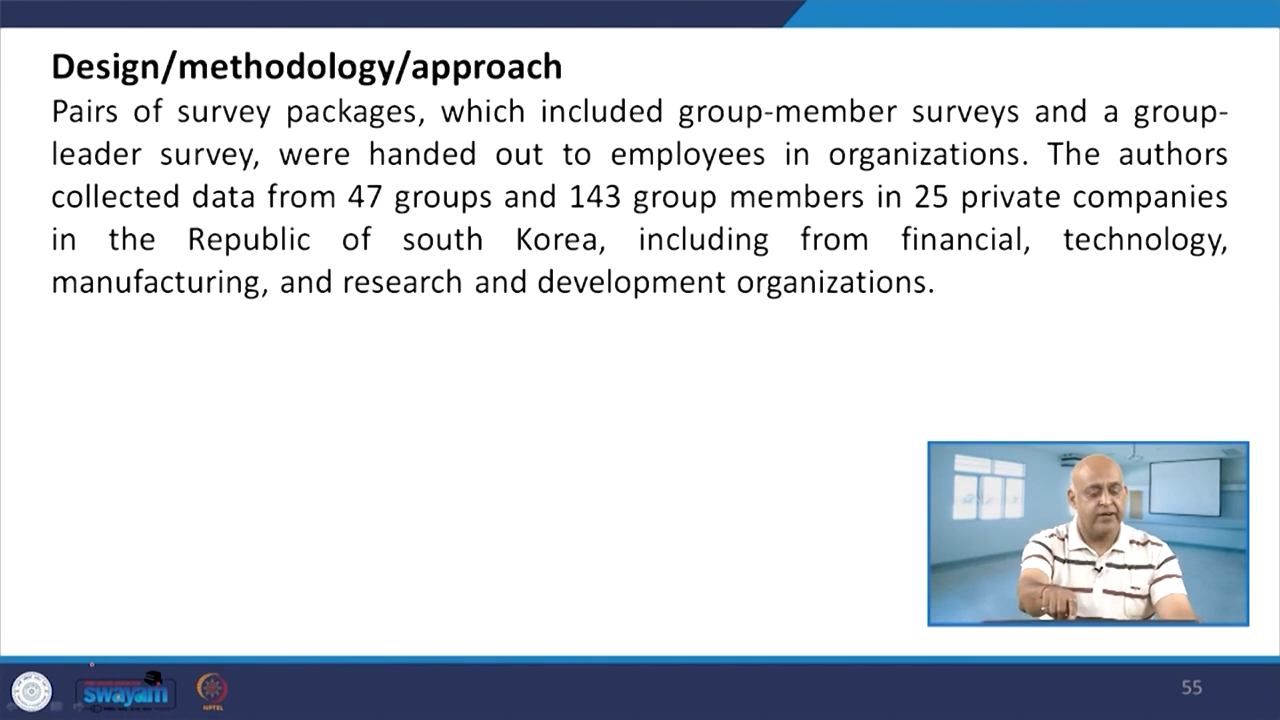 Design/methodology/approach
Pairs of survey packages, which included group-member surveys and a group-
leader survey, were handed out to employees in organizations. The authors
collected data from 47 groups and 143 group members in 25 private companies
in the Republic of south Korea, including from financial, technology,
manufacturing, and research and development organizations.
swayam
NPTEL
55